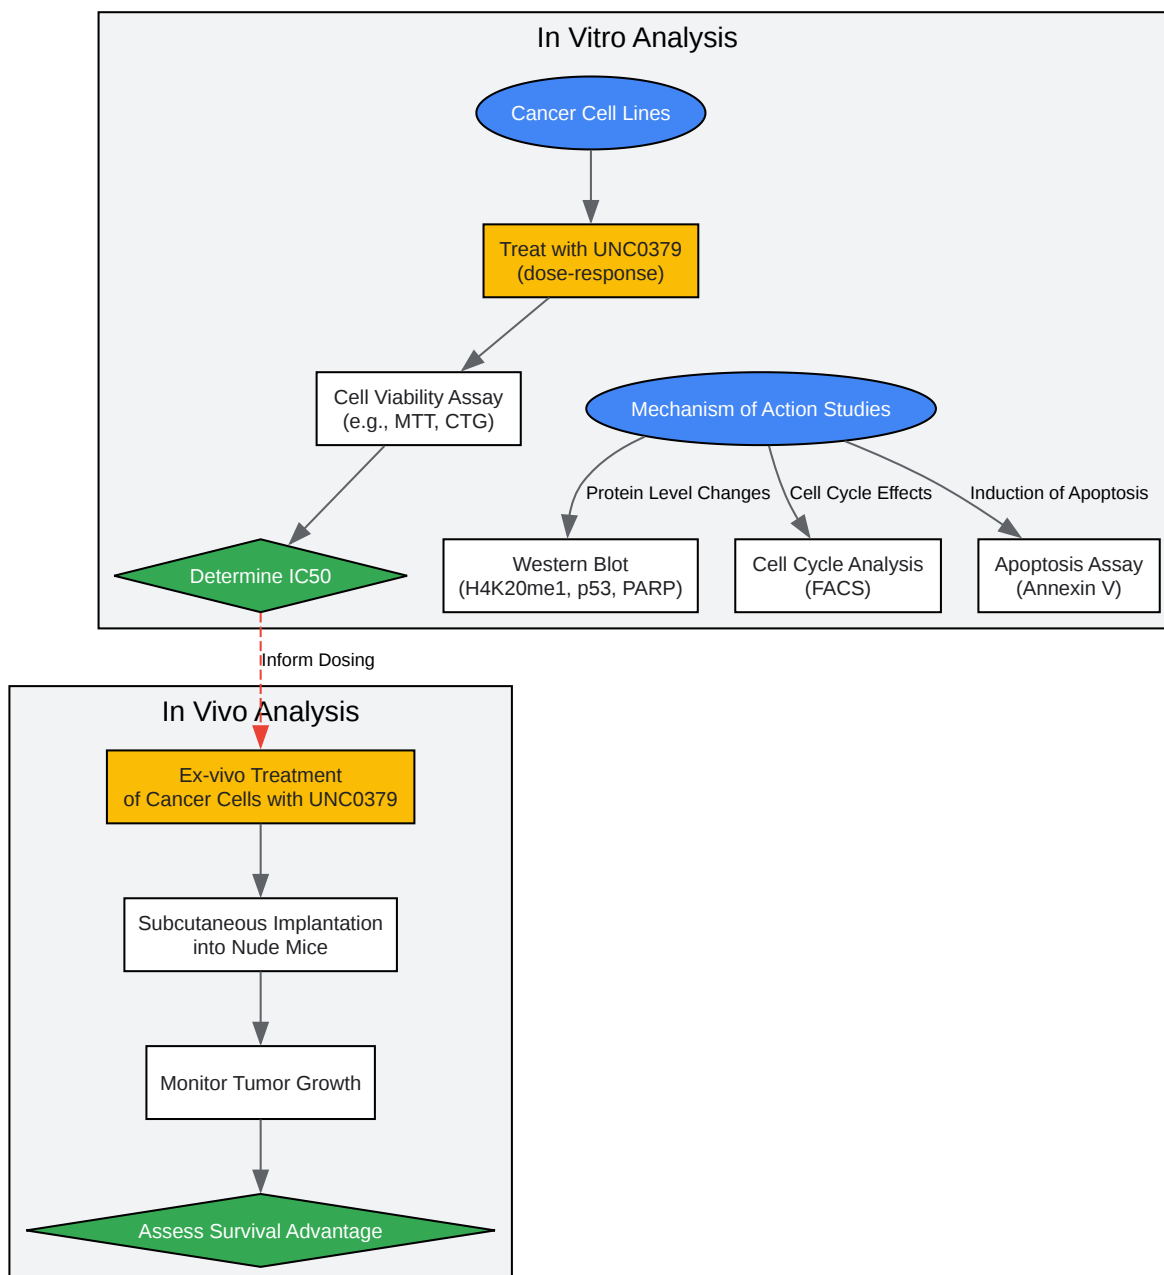 In Vitro Analysis
Cancer Cell Lines
Treat with UNC0379
(dose-response)
Cell Viability Assay
(e.g., MTT, CTG)
Mechanism of Action Studies
Protein Level Changes
Cell Cycle Effects
Induction of Apoptosis
Determine IC50
Western Blot
(H4K20me1, p53, PARP)
Cell Cycle Analysis
(FACS)
Apoptosis Assay
(Annexin V)
Inform Dosing
In Vivo Analysis
Ex-vivo Treatment
of Cancer Cells with UNC0379
Subcutaneous Implantation
into Nude Mice
Monitor Tumor Growth
Assess Survival Advantage